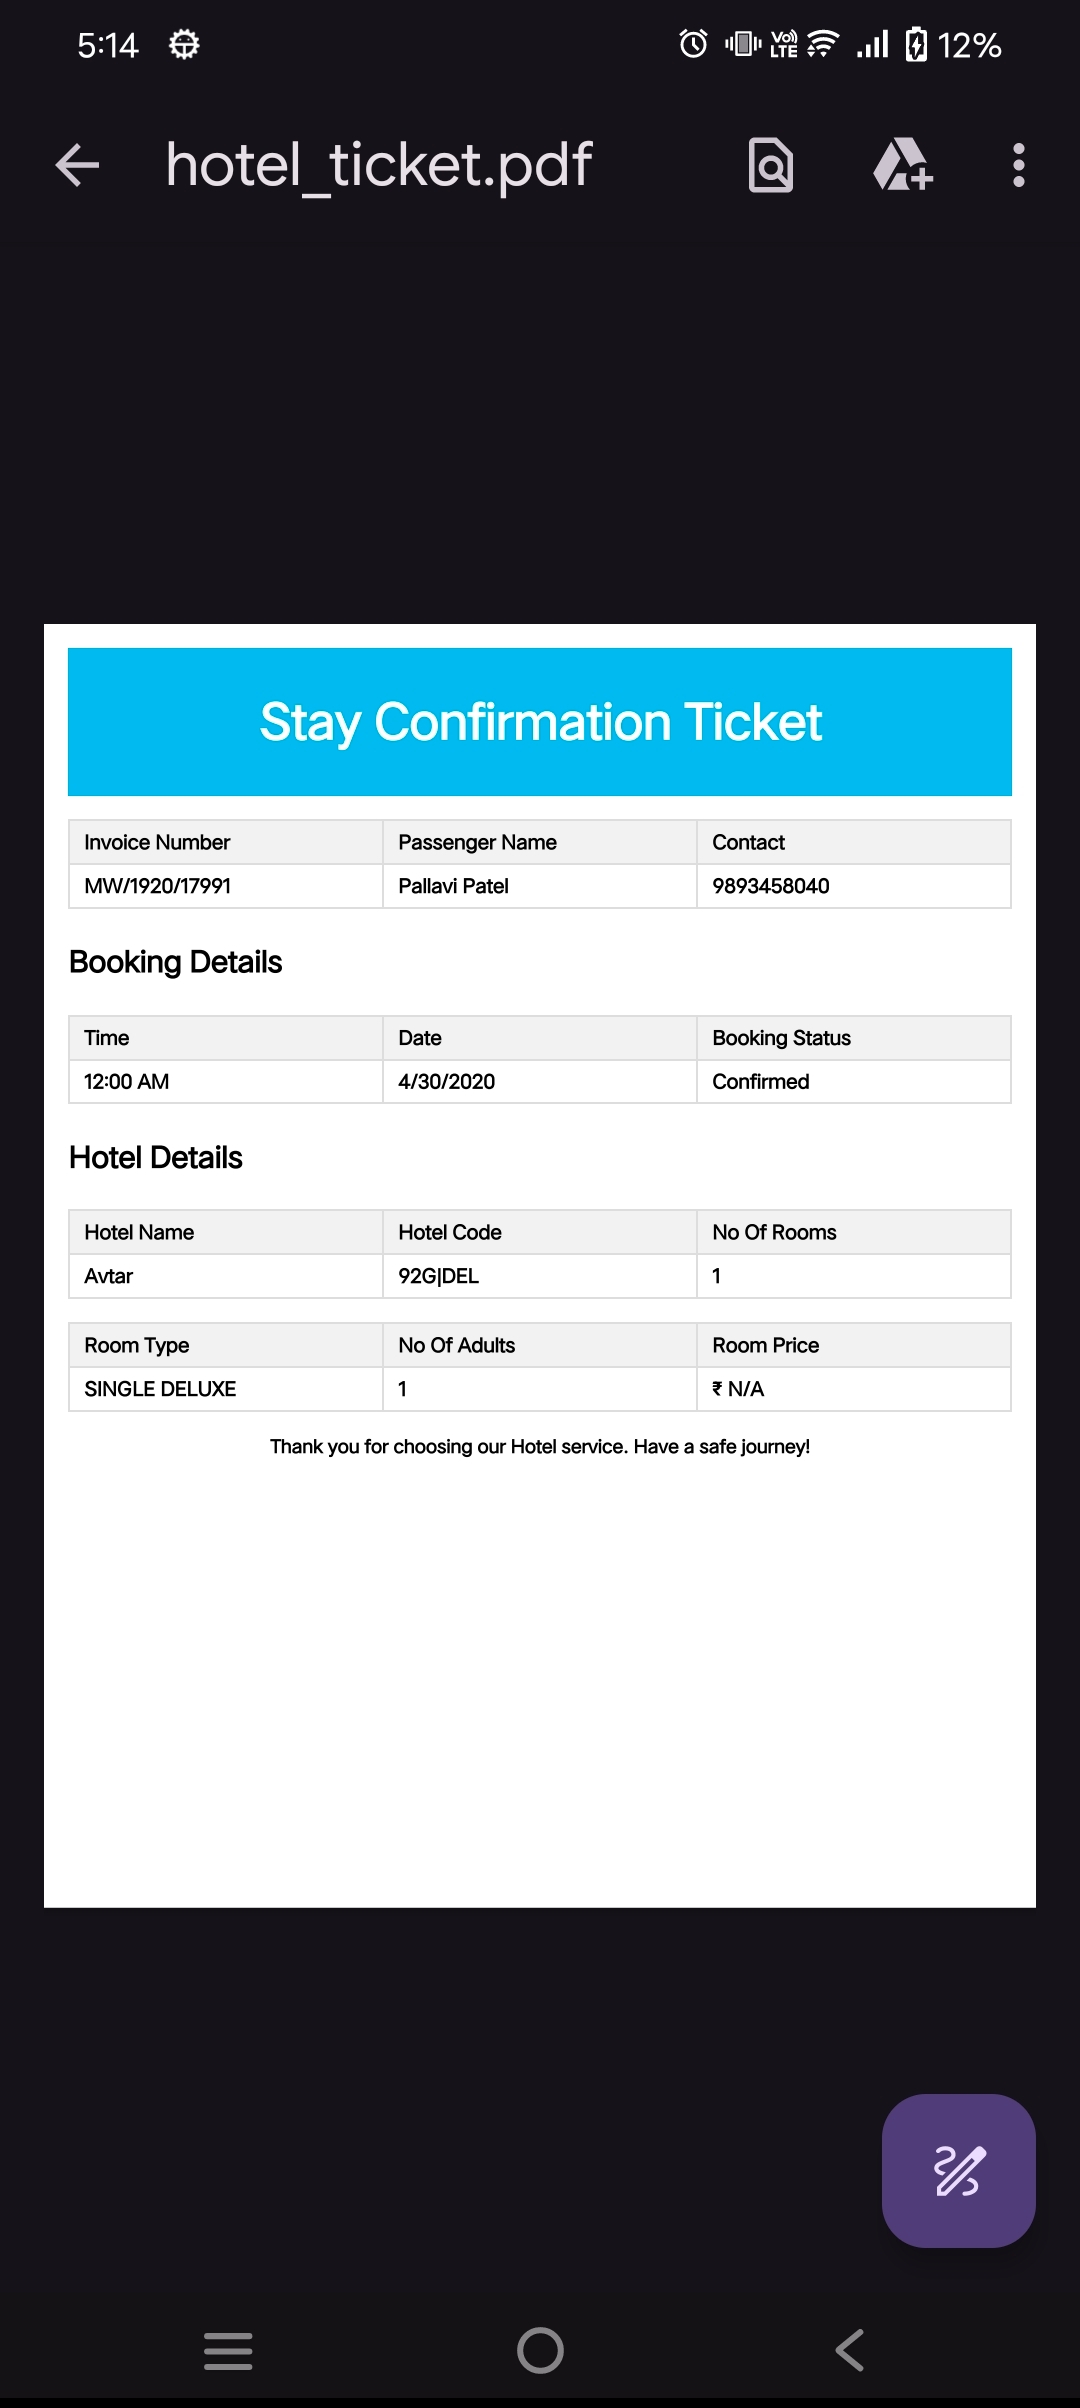 5:14 Vo) LTE 12%
hotel_ticket.pdf
Stay Confirmation Ticket
Invoice Number Passenger Name Contact
MW/1920/17991 Pallavi Patel 9893458040
Booking Details
Time Date Booking Status
12:00 AM 4/30/2020 Confirmed
Hotel Details
Hotel Name Hotel Code No Of Rooms
Avtar 92G|DEL 1
Room Type No Of Adults Room Price
SINGLE DELUXE 1 ₹ N/A
Thank you for choosing our Hotel service. Have a safe journey!